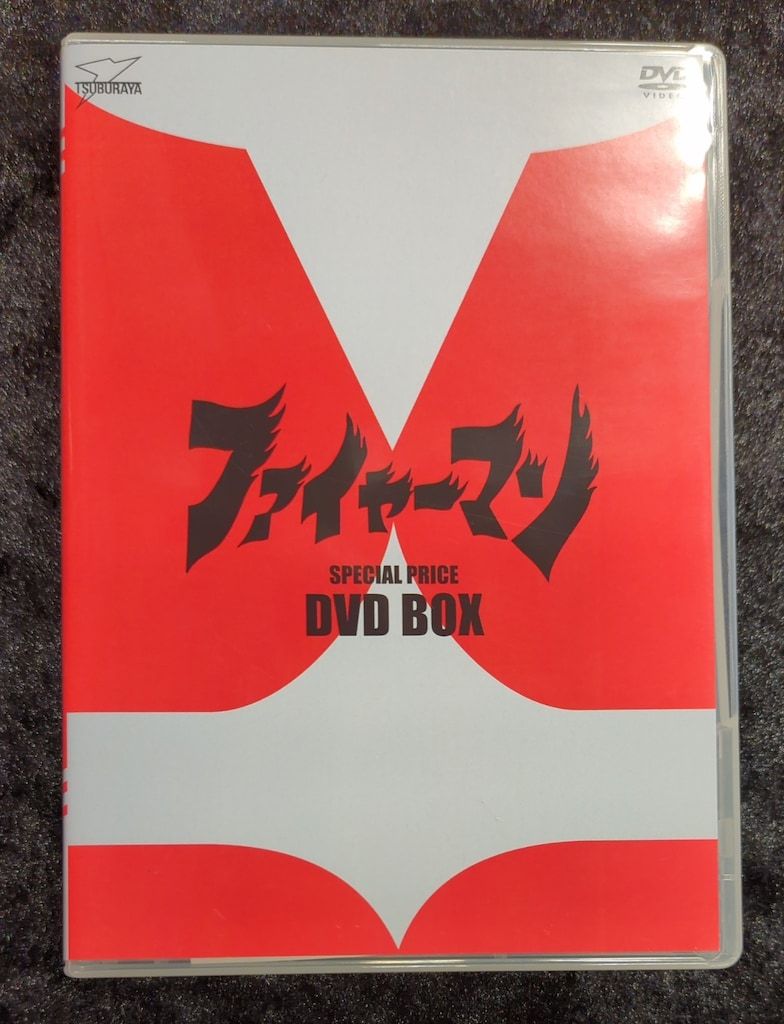 TSUBURAYA
DVD
VIDEO
ファイヤーマン
SPECIAL PRICE
DVD BOX